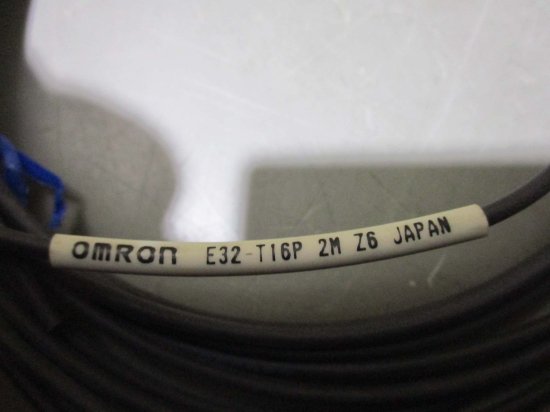 OMRON E32-T16P 2M Z6 JAPAN